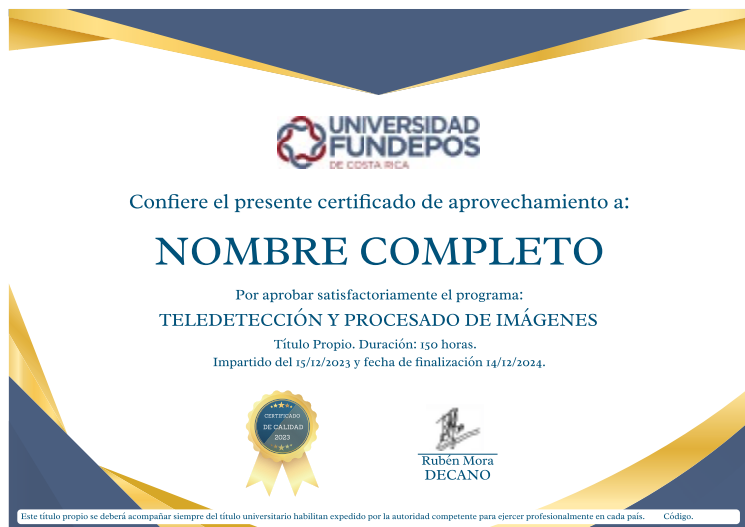 UNIVERSIDAD
FUNDEPOS
DE COSTA RICA
Confiere el presente certificado de aprovechamiento a:
NOMBRE COMPLETO
Por aprobar satisfactoriamente el programa:
TELEDETECCIÓN Y PROCESADO DE IMÁGENES
Título Propio. Duración: 150 horas.
Impartido del 15/12/2023 y fecha de finalización 14/12/2024.
CERTIFICADO
DE CALIDAD
2023
Rubén Mora
DECANO
Este título propio se deberá acompañar siempre del título universitario habilitan expedido por la autoridad competente para ejercer profesionalmente en cada país. Código.